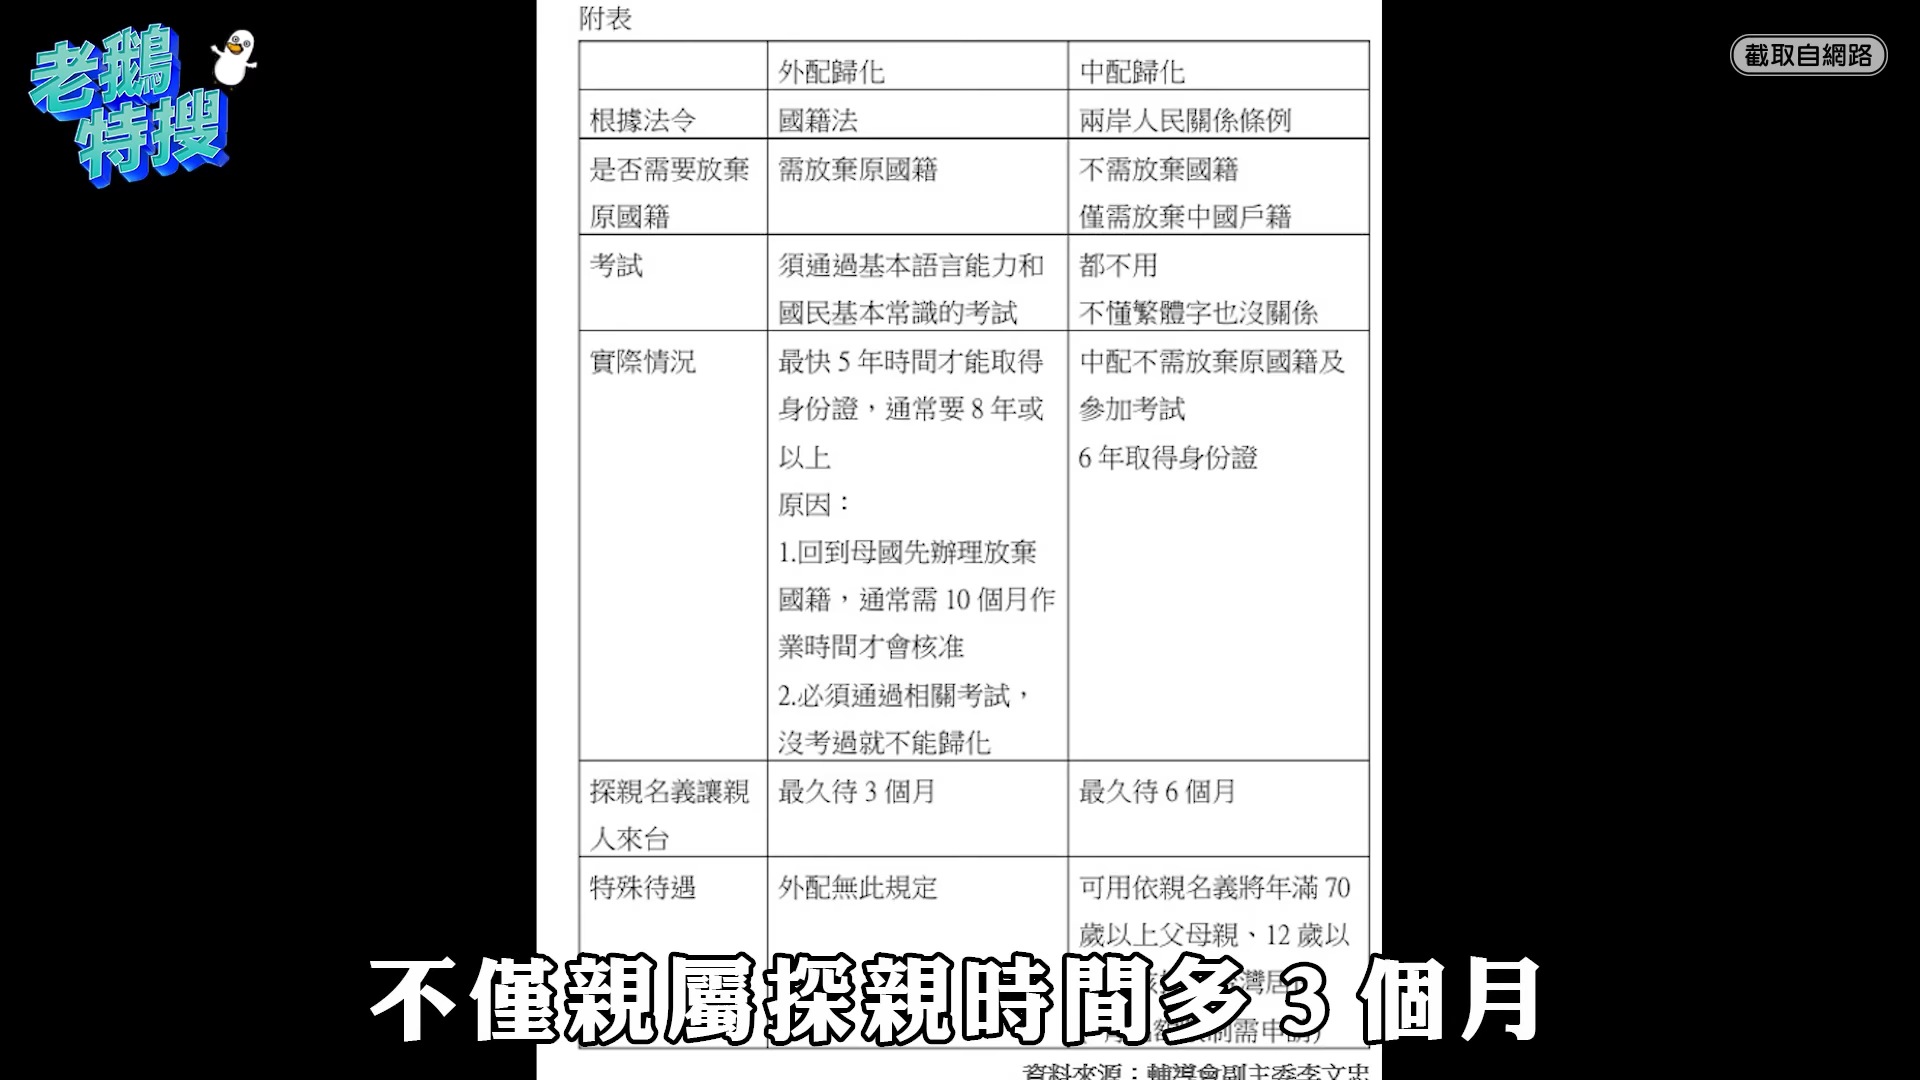 老鵝
特搜
截取自網路
附表
外配歸化
中配歸化
根據法令
國籍法
兩岸人民關係條例
是否需要放棄
原國籍
需放棄原國籍
不需放棄國籍
僅需放棄中國戶籍
考試
須通過基本語言能力和
國民基本常識的考試
都不用
不懂繁體字也沒關係
實際情況
最快 5 年時間才能取得
身份證,通常要 8 年或
以上
原因:
1.回到母國先辦理放棄
國籍,通常需 10 個月作
業時間才會核准
2.必須通過相關考試,
沒考過就不能歸化
中配不需放棄原國籍及
參加考試
6 年取得身份證
探親名義讓親
人來台
最久待 3 個月
最久待 6 個月
特殊待遇
外配無此規定
可用依親名義將年滿 70
歲以上父母親、12 歲以
不僅親屬探親時間多 3 個月
資料來源:輔導會副主委李文忠